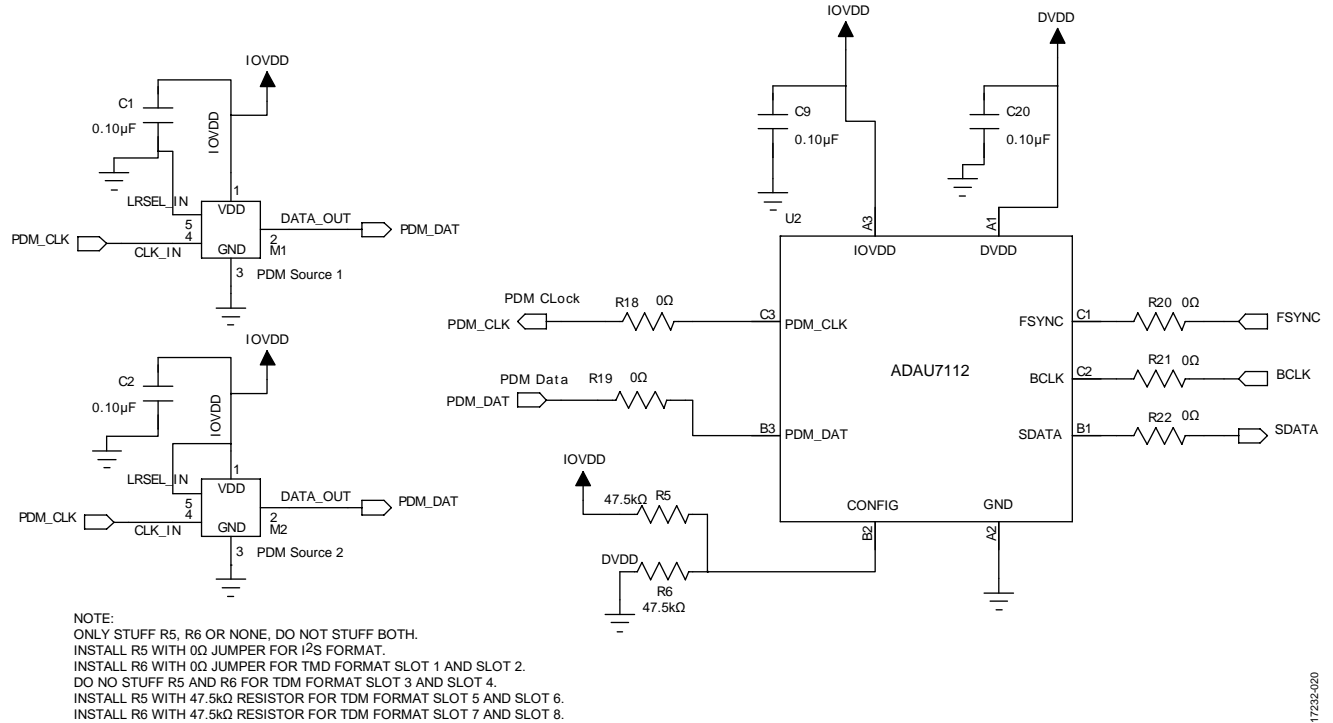 IOVDD
C1
0.10µF
IOVDD
1
LRSEL_IN
VDD
5
DATA_OUT
PDM_DAT
PDM_CLK
4
2
CLK_IN
GND
M1
3
PDM Source 1
IOVDD
C2
0.10µF
IOVDD
1
LRSEL_IN
VDD
5
DATA_OUT
PDM_DAT
PDM_CLK
4
2
CLK_IN
GND
M2
3
PDM Source 2
IOVDD
DVDD
C9
0.10µF
C20
0.10µF
U2
A3
A1
IOVDD
DVDD
PDM CLock
R18 0Ω
PDM_CLK
C3
PDM_CLK
PDM Data
R19 0Ω
PDM_DAT
B3
PDM_DAT
ADAU7112
FSYNC
C1
R20 0Ω
FSYNC
BCLK
C2
R21 0Ω
BCLK
SDATA
B1
R22 0Ω
SDATA
CONFIG
GND
B2
A2
IOVDD
47.5kΩ R5
DVDD
R6
47.5kΩ
NOTE:
ONLY STUFF R5, R6 OR NONE, DO NOT STUFF BOTH.
INSTALL R5 WITH 0Ω JUMPER FOR I2S FORMAT.
INSTALL R6 WITH 0Ω JUMPER FOR TMD FORMAT SLOT 1 AND SLOT 2.
DO NO STUFF R5 AND R6 FOR TDM FORMAT SLOT 3 AND SLOT 4.
INSTALL R5 WITH 47.5kΩ RESISTOR FOR TDM FORMAT SLOT 5 AND SLOT 6.
INSTALL R6 WITH 47.5kΩ RESISTOR FOR TDM FORMAT SLOT 7 AND SLOT 8.
17232-020